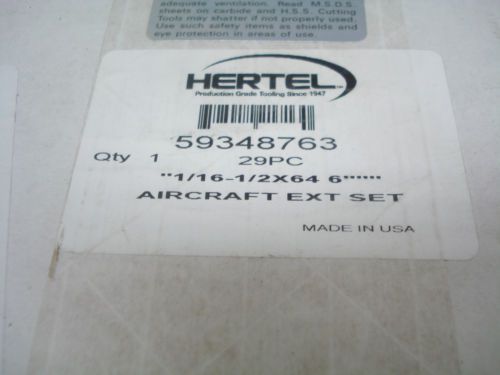 adequate ventilation. Read M.S.D.S.
sheets on carbide and H.S.S. Cutting
Tools may shatter if not properly used.
Use such safety items as shields and
eye protection in areas of use.
HERTEL
Production Grade Tooling Since 1947
59348763
Qty 1 29PC
"1/16-1/2X64 6"""""
AIRCRAFT EXT SET
MADE IN USA